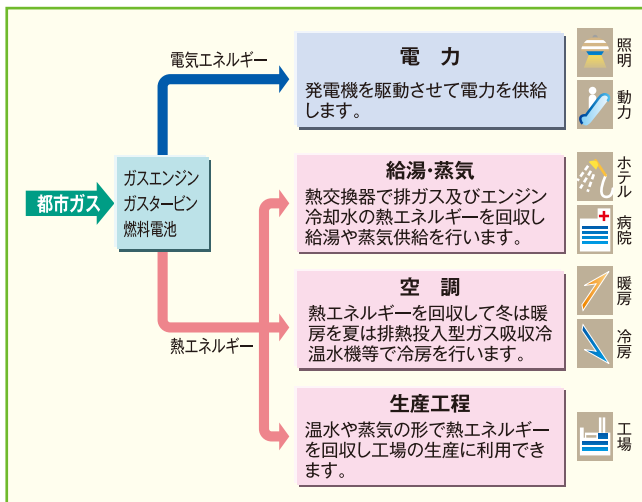 都市ガス
ガスエンジン
ガスタービン
燃料電池
電気エネルギー
熱エネルギー
電 力
発電機を駆動させて電力を供給
します。
照明
動力
給湯・蒸気
熱交換器で排ガス及びエンジン
冷却水の熱エネルギーを回収し
給湯や蒸気供給を行います。
ホテル
病院
空 調
熱エネルギーを回収して冬は暖
房を夏は排熱投入型ガス吸収冷
温水機等で冷房を行います。
暖房
冷房
生産工程
温水や蒸気の形で熱エネルギー
を回収し工場の生産に利用でき
ます。
工場